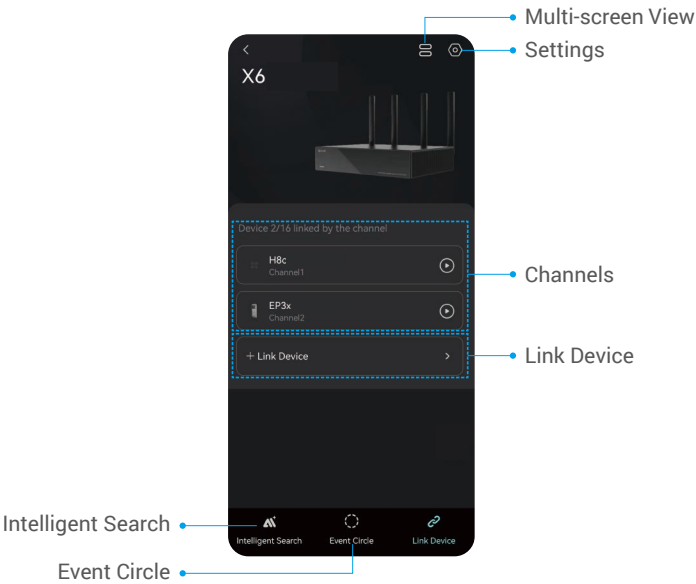 Multi-screen View
Settings
X6
Device 2/16 linked by the channel
H8c
Channel1
EP3x
Channel2
Channels
+ Link Device
Link Device
Intelligent Search
Intelligent Search
Event Circle
Link Device
Event Circle